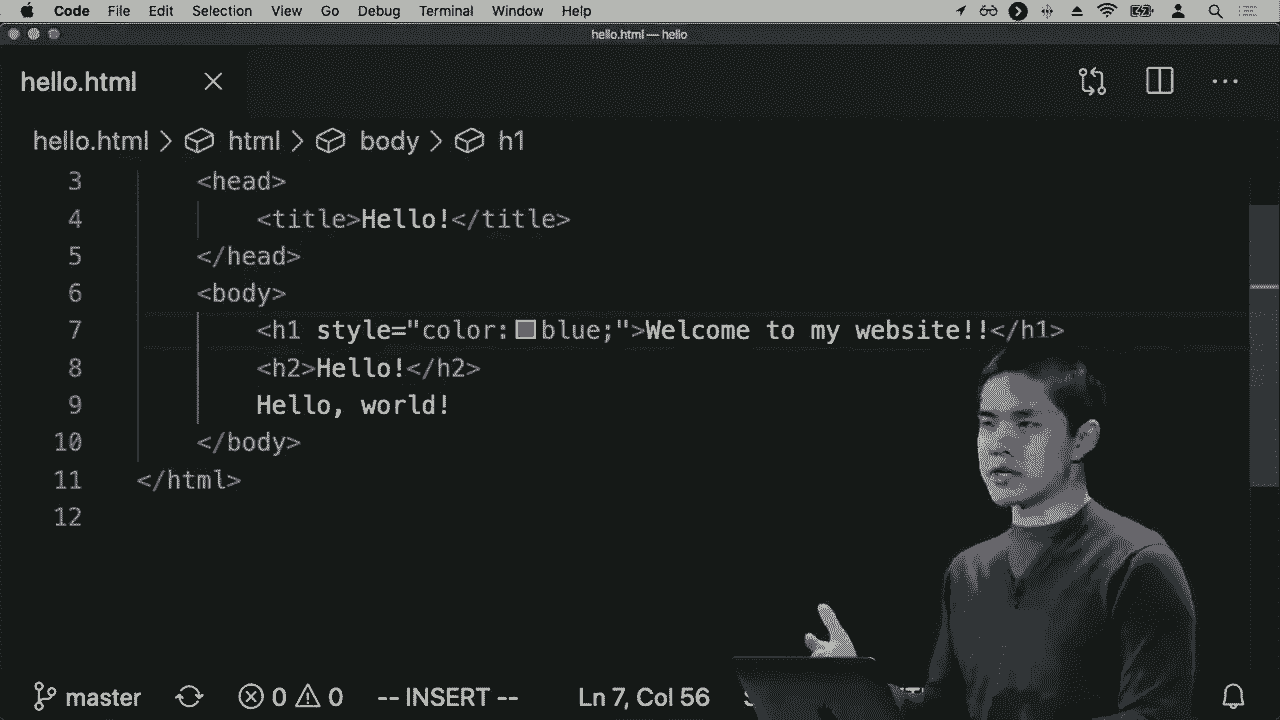 Code File Edit Selection View Go Debug Terminal Window Help
hello.html — hello
hello.html
hello.html > html > body > h1
3 <head>
4 <title>Hello!</title>
5 </head>
6 <body>
7 <h1 style="color:blue;">Welcome to my website!!</h1>
8 <h2>Hello!</h2>
9 Hello, world!
10 </body>
11 </html>
12
master 0 0 -- INSERT -- Ln 7, Col 56